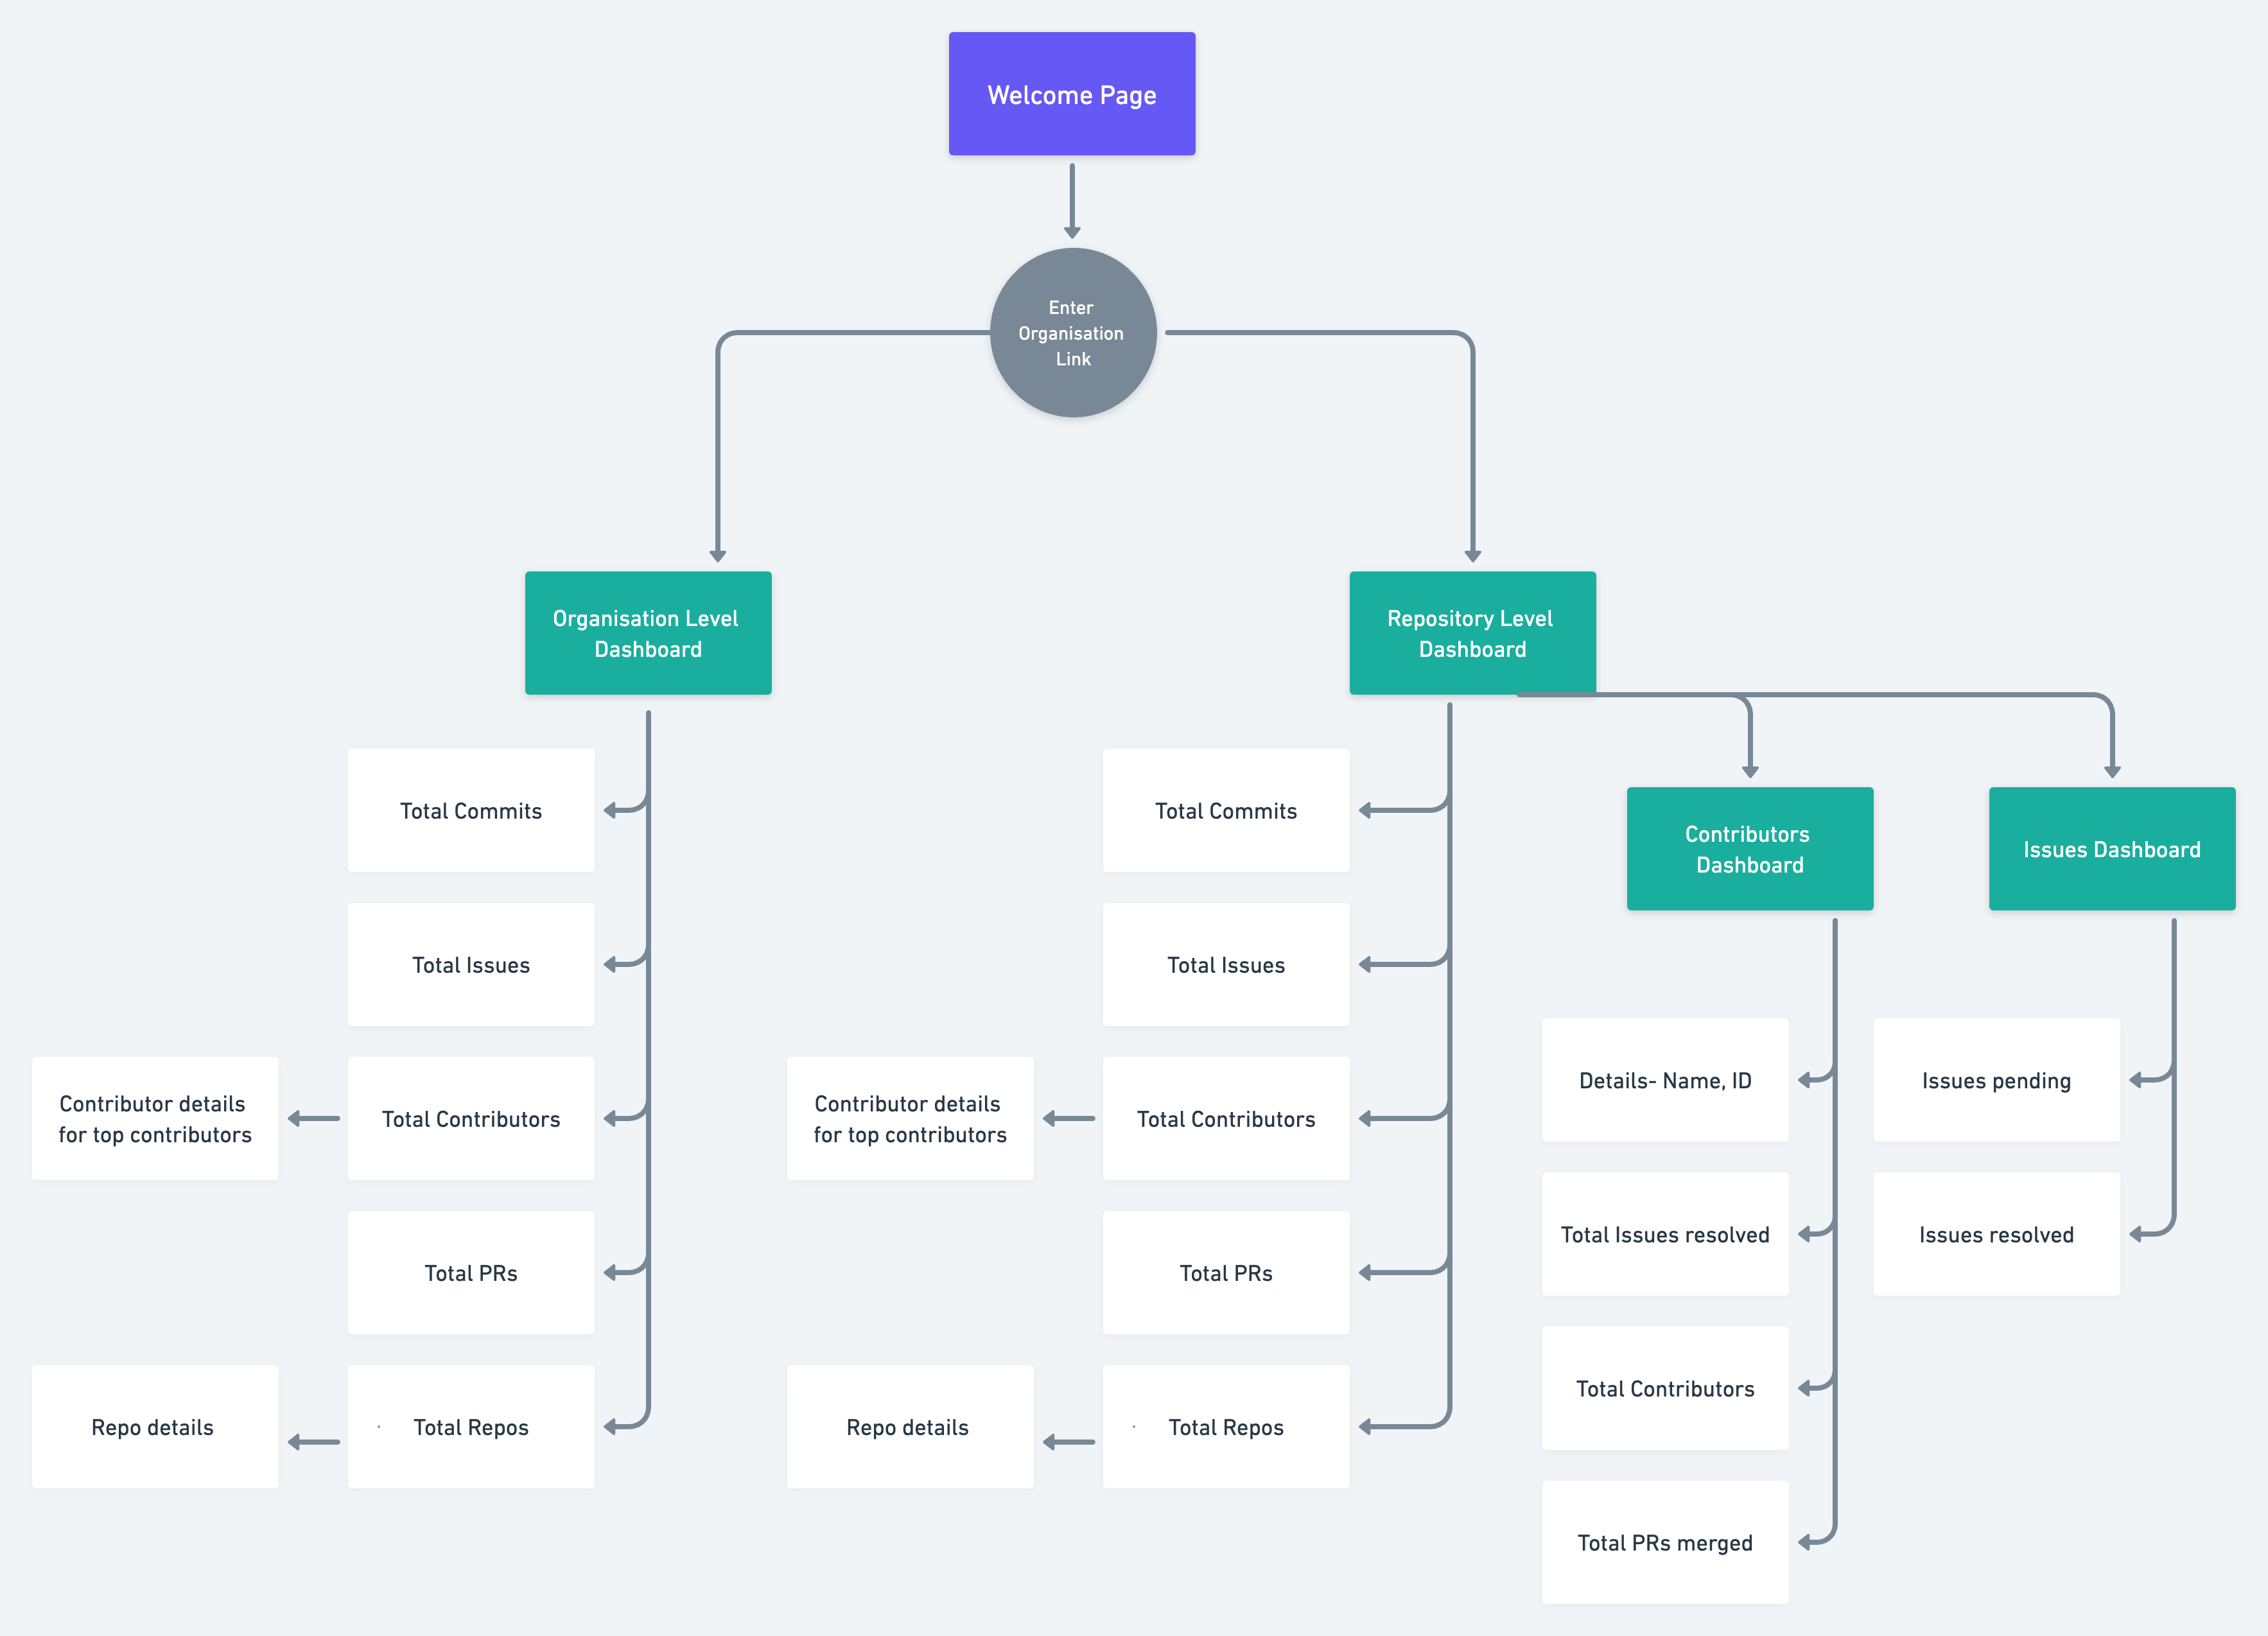 Welcome Page
Enter
Organisation
Link
Organisation Level
Dashboard
Repository Level
Dashboard
Total Commits
Total Issues
Contributor details
for top contributors
Total Contributors
Total PRs
Repo details
Total Repos
Total Commits
Total Issues
Contributor details
for top contributors
Total Contributors
Total PRs
Repo details
Total Repos
Contributors
Dashboard
Details- Name, ID
Total Issues resolved
Total Contributors
Total PRs merged
Issues Dashboard
Issues pending
Issues resolved